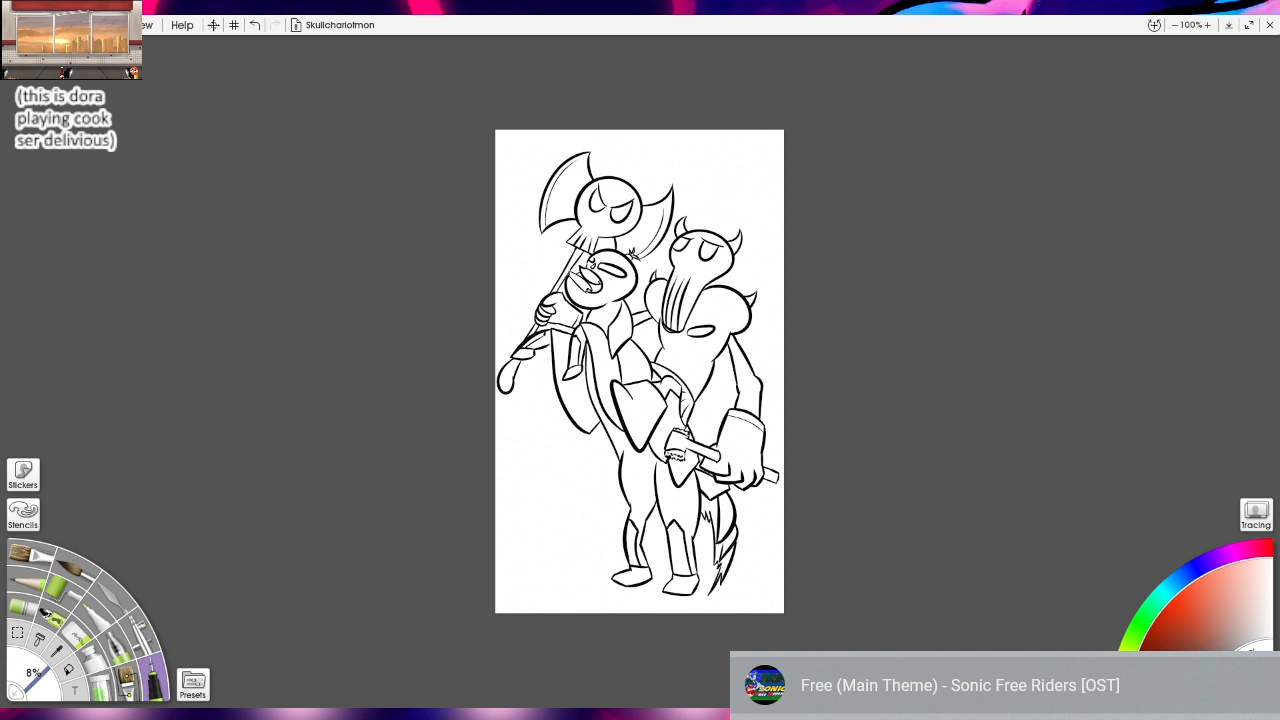 ew
Help
Skullchariotmon
100%
(this is dora
playing cook
ser delivious)
Stickers
Stencils
Tracing
8%
T
Presets
Free (Main Theme) - Sonic Free Riders [OST]